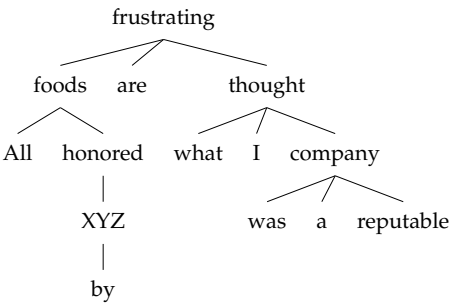 frustrating
foods are thought
All honored what I company
XYZ was a reputable
by